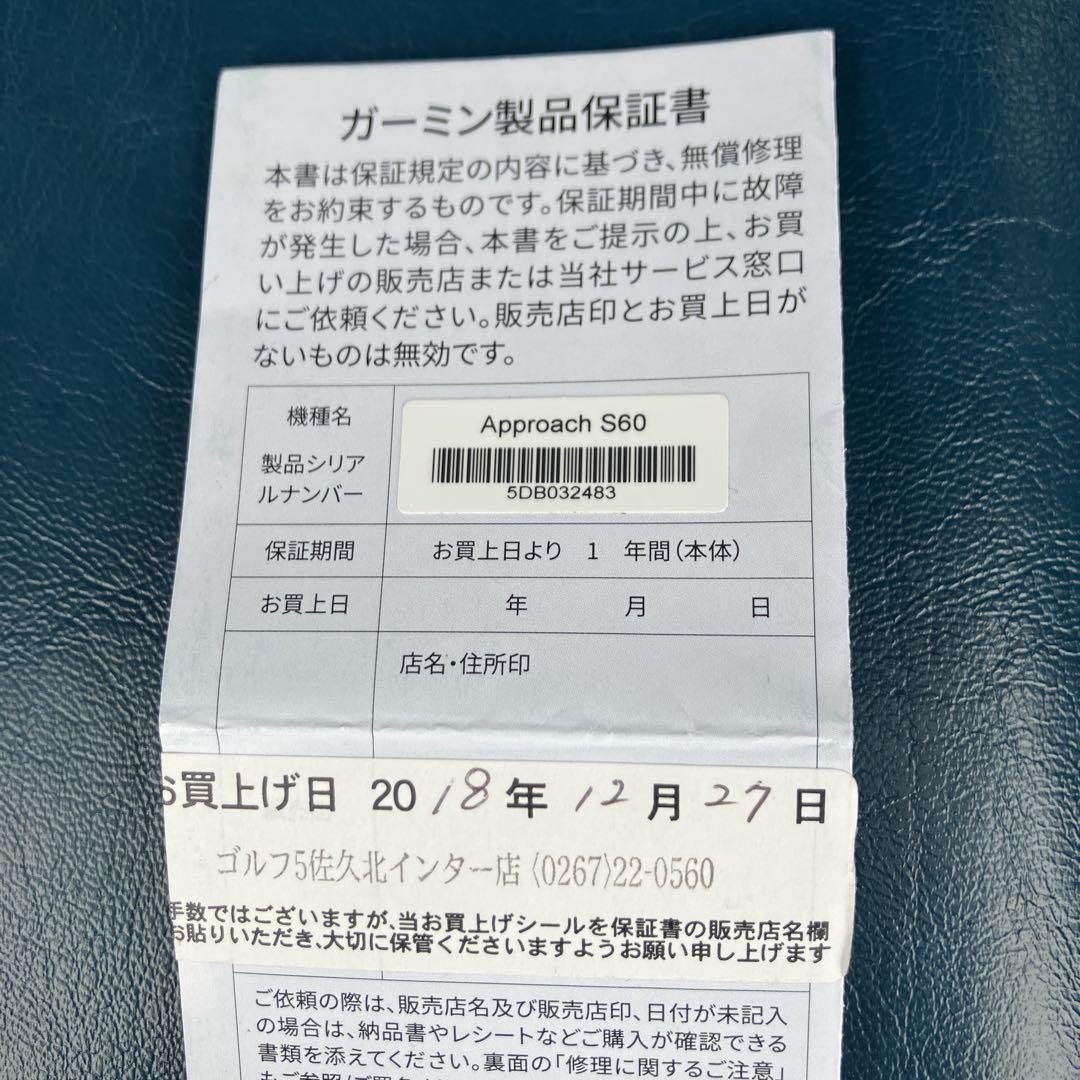 ガーミン製品保証書
本書は保証規定の内容に基づき、無償修理
をお約束するものです。保証期間中に故障
が発生した場合、本書をご提示の上、お買
い上げの販売店または当社サービス窓口
にご依頼ください。販売店印とお買上日が
ないものは無効です。
機種名
Approach S60
製品シリア
ルナンバー
5DB032483
保証期間 お買上日より 1 年間（本体）
お買上日 年 月 日
店名・住所印
お買上げ日 2018年 12月27日
ゴルフ5佐久北インター店 (0267)22-0560
手数ではございますが、当お買上げシールを保証書の販売店名欄
お貼りいただき、大切に保管くださいますようお願い申し上げます
ご依頼の際は、販売店名及び販売店印、日付が未記入
の場合は、納品書やレシートなどご購入が確認できる
書類を添えてください。裏面の「修理に関するご注意」